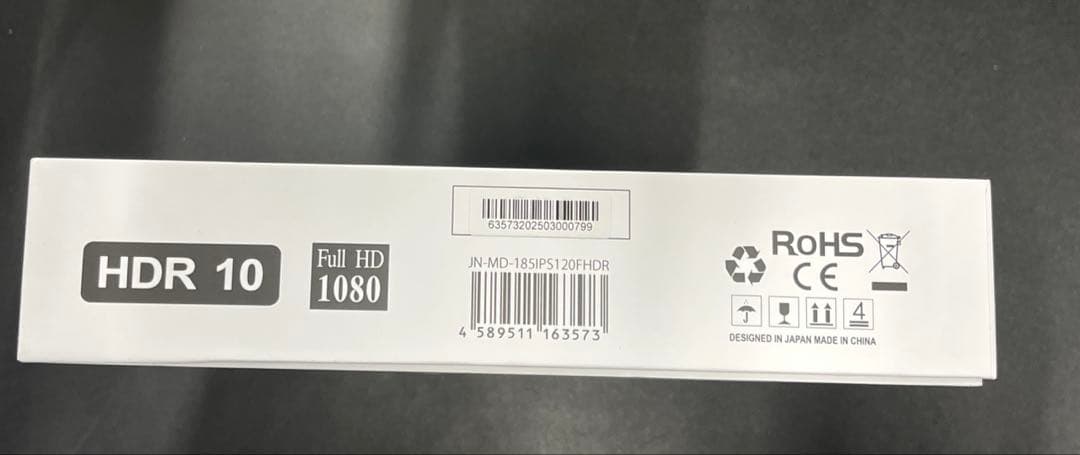 HDR 10
Full HD
1080
63573202503000799
JN-MD-185IPS120FHDR
4 589511 163573
RoHS
CE
4
DESIGNED IN JAPAN MADE IN CHINA